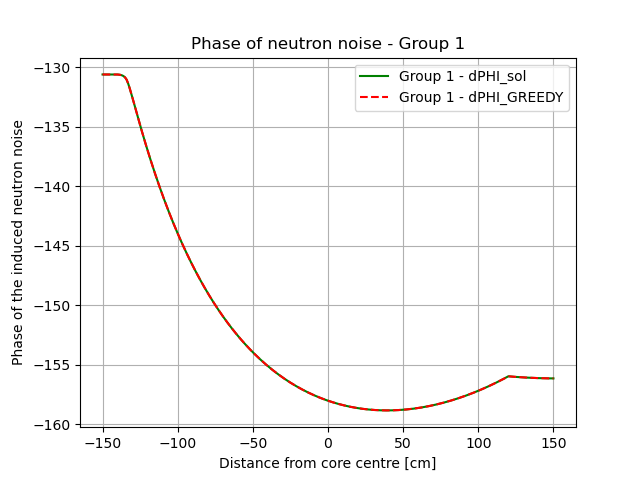 Phase of neutron noise - Group 1
Group 1 - dPHI_sol
Group 1 - dPHI_GREEDY
Phase of the induced neutron noise
−130
−135
−140
−145
−150
−155
−160
−150
−100
−50
0
50
100
150
Distance from core centre [cm]